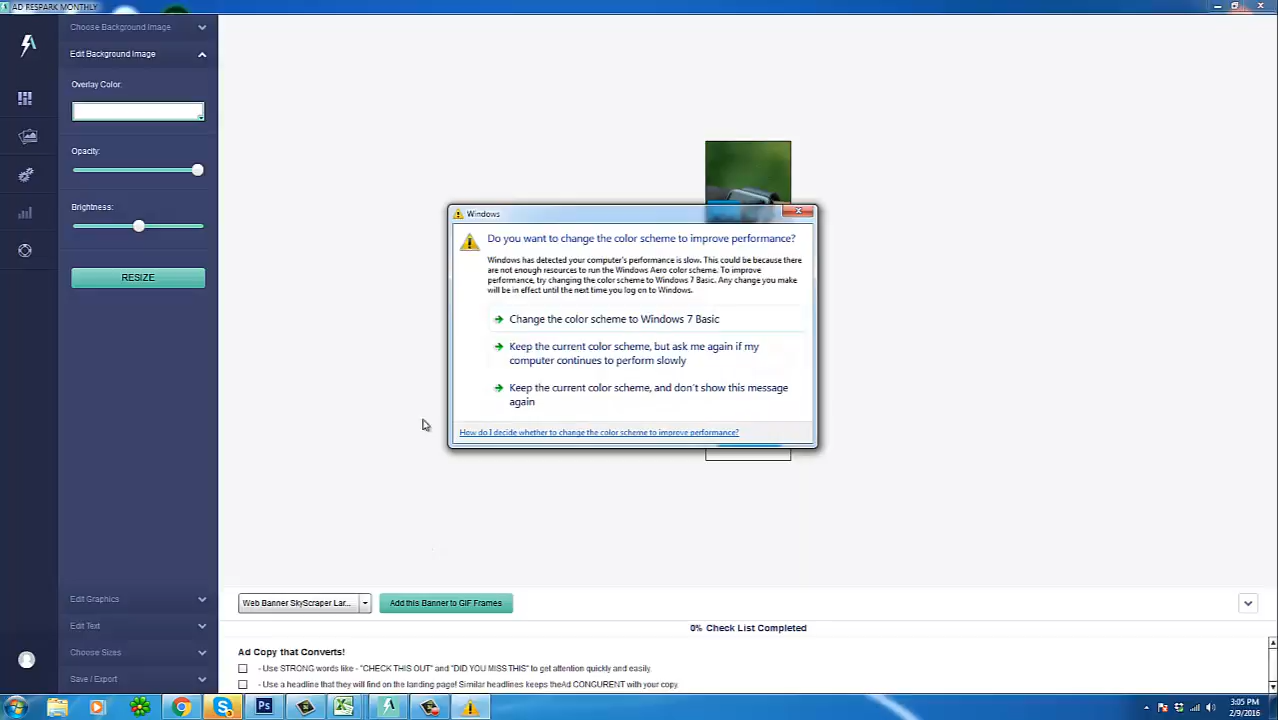 AD RESPARK MONTHLY
Choose Background Image
Edit Background Image
Overlay Color:
Opacity:
Brightness:
RESIZE
Edit Graphics
Edit Text
Choose Sizes
Save / Export
Windows
Do you want to change the color scheme to improve performance?
Windows has detected your computer's performance is slow. This could be because there
are not enough resources to run the Windows Aero color scheme. To improve
performance, try changing the color scheme to Windows 7 Basic. Any change you make
will be in effect until the next time you log on to Windows.
Change the color scheme to Windows 7 Basic
Keep the current color scheme, but ask me again if my
computer continues to perform slowly
Keep the current color scheme, and don't show this message
again
How do I decide whether to change the color scheme to improve performance?
Web Banner SkyScraper Lar...
Add this Banner to GIF Frames
0% Check List Completed
Ad Copy that Converts!
- Use STRONG words like - "CHECK THIS OUT" and "DID YOU MISS THIS" to get attention quickly and easily.
- Use a headline that they will find on the landing page! Similar headlines keeps theAd CONGURENT with your copy.
Ps
3:05 PM
2/9/2016